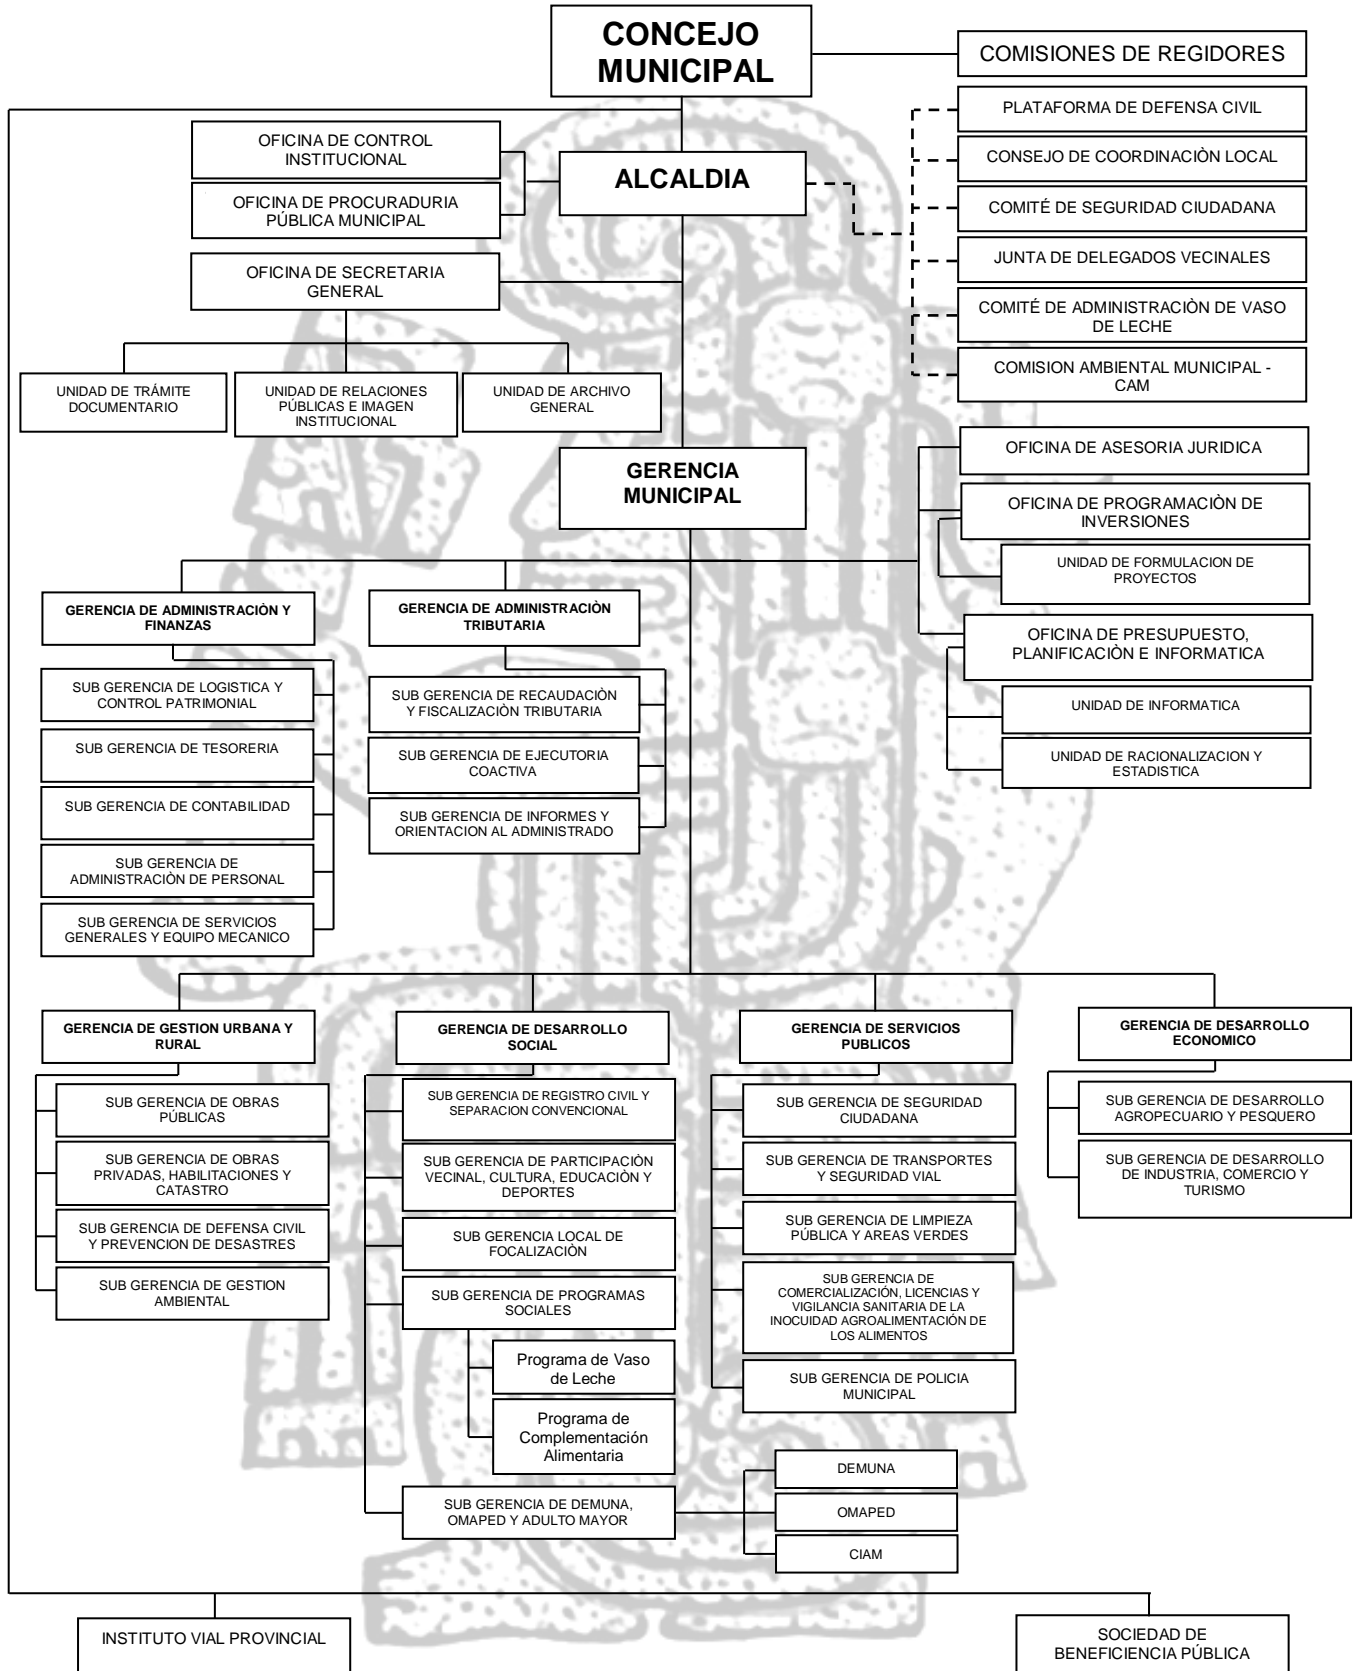 CONCEJO
MUNICIPAL
COMISIONES DE REGIDORES
PLATAFORMA DE DEFENSA CIVIL
CONSEJO DE COORDINACIÒN LOCAL
COMITÉ DE SEGURIDAD CIUDADANA
JUNTA DE DELEGADOS VECINALES
COMITÉ DE ADMINISTRACIÒN DE VASO
DE LECHE
COMISION AMBIENTAL MUNICIPAL -
CAM
OFICINA DE CONTROL
INSTITUCIONAL
OFICINA DE PROCURADURIA
PÚBLICA MUNICIPAL
ALCALDIA
OFICINA DE SECRETARIA
GENERAL
UNIDAD DE TRÁMITE
DOCUMENTARIO
UNIDAD DE RELACIONES
PÚBLICAS E IMAGEN
INSTITUCIONAL
UNIDAD DE ARCHIVO
GENERAL
GERENCIA
MUNICIPAL
OFICINA DE ASESORIA JURIDICA
OFICINA DE PROGRAMACIÒN DE
INVERSIONES
UNIDAD DE FORMULACION DE
PROYECTOS
OFICINA DE PRESUPUESTO,
PLANIFICACIÒN E INFORMATICA
UNIDAD DE INFORMATICA
UNIDAD DE RACIONALIZACION Y
ESTADISTICA
GERENCIA DE ADMINISTRACIÒN Y
FINANZAS
SUB GERENCIA DE LOGISTICA Y
CONTROL PATRIMONIAL
SUB GERENCIA DE TESORERIA
SUB GERENCIA DE CONTABILIDAD
SUB GERENCIA DE
ADMINISTRACIÒN DE PERSONAL
SUB GERENCIA DE SERVICIOS
GENERALES Y EQUIPO MECANICO
GERENCIA DE ADMINISTRACIÒN
TRIBUTARIA
SUB GERENCIA DE RECAUDACIÒN
Y FISCALIZACIÒN TRIBUTARIA
SUB GERENCIA DE EJECUTORIA
COACTIVA
SUB GERENCIA DE INFORMES Y
ORIENTACION AL ADMINISTRADO
GERENCIA DE GESTION URBANA Y
RURAL
SUB GERENCIA DE OBRAS
PÚBLICAS
SUB GERENCIA DE OBRAS
PRIVADAS, HABILITACIONES Y
CATASTRO
SUB GERENCIA DE DEFENSA CIVIL
Y PREVENCION DE DESASTRES
SUB GERENCIA DE GESTION
AMBIENTAL
GERENCIA DE DESARROLLO
SOCIAL
SUB GERENCIA DE REGISTRO CIVIL Y
SEPARACION CONVENCIONAL
SUB GERENCIA DE PARTICIPACIÒN
VECINAL, CULTURA, EDUCACIÒN Y
DEPORTES
SUB GERENCIA LOCAL DE
FOCALIZACIÒN
SUB GERENCIA DE PROGRAMAS
SOCIALES
Programa de Vaso
de Leche
Programa de
Complementación
Alimentaria
SUB GERENCIA DE DEMUNA,
OMAPED Y ADULTO MAYOR
DEMUNA
OMAPED
CIAM
GERENCIA DE SERVICIOS
PUBLICOS
SUB GERENCIA DE SEGURIDAD
CIUDADANA
SUB GERENCIA DE TRANSPORTES
Y SEGURIDAD VIAL
SUB GERENCIA DE LIMPIEZA
PÚBLICA Y AREAS VERDES
SUB GERENCIA DE
COMERCIALIZACIÓN, LICENCIAS Y
VIGILANCIA SANITARIA DE LA
INOCUIDAD AGROALIMENTACIÓN DE
LOS ALIMENTOS
SUB GERENCIA DE POLICIA
MUNICIPAL
GERENCIA DE DESARROLLO
ECONOMICO
SUB GERENCIA DE DESARROLLO
AGROPECUARIO Y PESQUERO
SUB GERENCIA DE DESARROLLO
DE INDUSTRIA, COMERCIO Y
TURISMO
INSTITUTO VIAL PROVINCIAL
SOCIEDAD DE
BENEFICIENCIA PÚBLICA